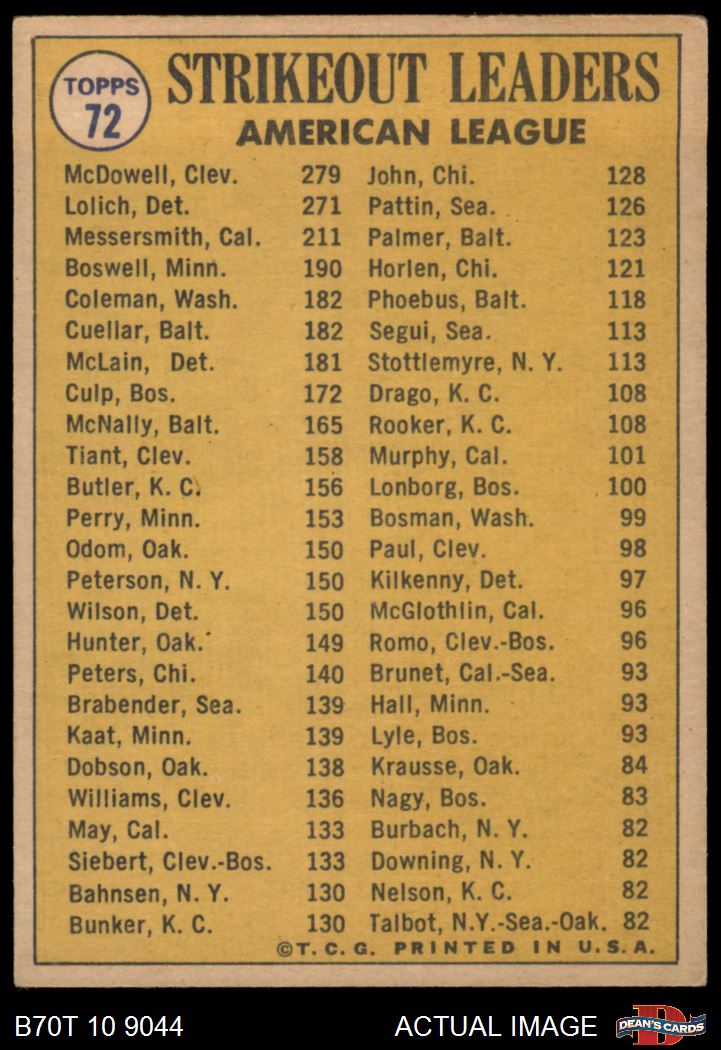 TOPPS
72
STRIKEOUT LEADERS
AMERICAN LEAGUE
McDowell, Clev. 279 John, Chi. 128
Lolich, Det. 271 Pattin, Sea. 126
Messersmith, Cal. 211 Palmer, Balt. 123
Boswell, Minn. 190 Horlen, Chi. 121
Coleman, Wash. 182 Phoebus, Balt. 118
Cuellar, Balt. 182 Segui, Sea. 113
McLain, Det. 181 Stottlemyre, N. Y. 113
Culp, Bos. 172 Drago, K. C. 108
McNally, Balt. 165 Rooker, K. C. 108
Tiant, Clev. 158 Murphy, Cal. 101
Butler, K. C. 156 Lonborg, Bos. 100
Perry, Minn. 153 Bosman, Wash. 99
Odom, Oak. 150 Paul, Clev. 98
Peterson, N. Y. 150 Kilkenny, Det. 97
Wilson, Det. 150 McGlothlin, Cal. 96
Hunter, Oak. 149 Romo, Clev.-Bos. 96
Peters, Chi. 140 Brunet, Cal.-Sea. 93
Brabender, Sea. 139 Hall, Minn. 93
Kaat, Minn. 139 Lyle, Bos. 93
Dobson, Oak. 138 Krausse, Oak. 84
Williams, Clev. 136 Nagy, Bos. 83
May, Cal. 133 Burbach, N. Y. 82
Siebert, Clev.-Bos. 133 Downing, N. Y. 82
Bahnsen, N. Y. 130 Nelson, K. C. 82
Bunker, K. C. 130 Talbot, N.Y.-Sea.-Oak. 82
©T. C. G. PRINTED IN U. S. A.
B70T 10 9044 ACTUAL IMAGE D DEAN'S CARDS